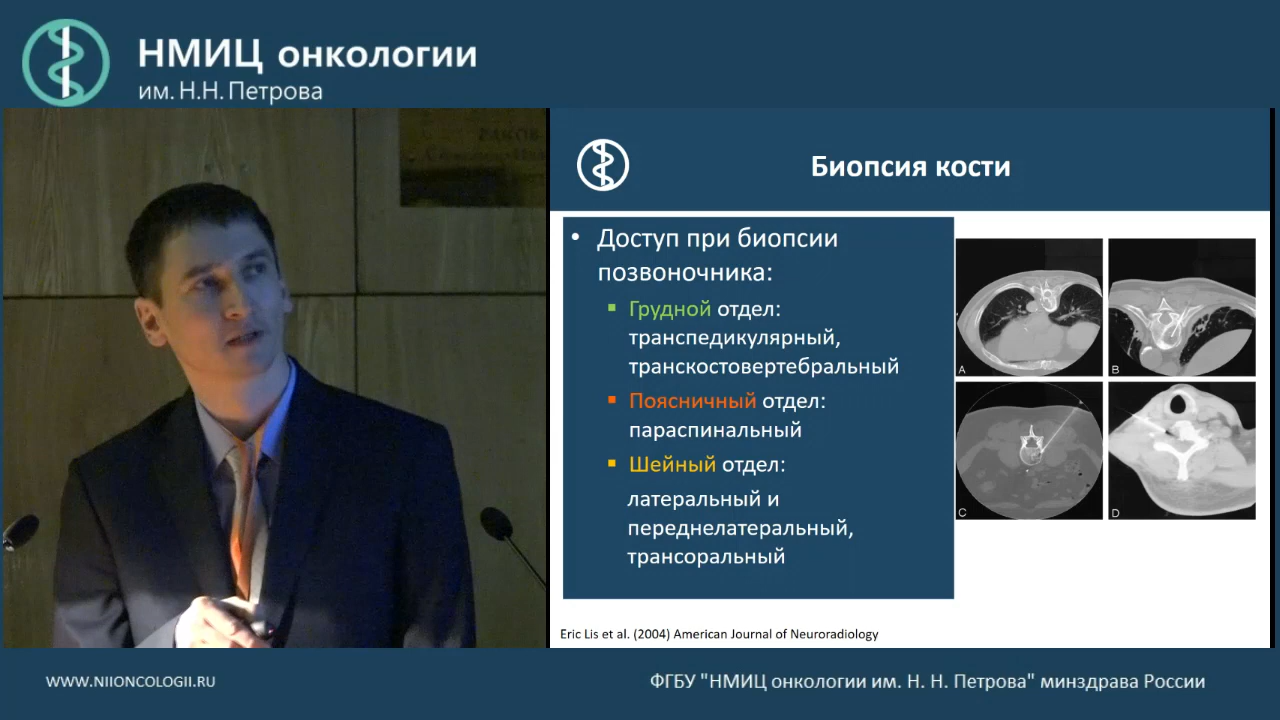 НМИЦ онкологии
им. Н.Н. Петрова
Биопсия кости
• Доступ при биопсии
позвоночника:
Грудной отдел:
транспедикулярный,
транскостовертебральный
Поясничный отдел:
параспинальный
Шейный отдел:
латеральный и
переднелатеральный,
трансоральный
A
B
C
D
Eric Lis et al. (2004) American Journal of Neuroradiology
WWW.NIIONCOLOGII.RU
ФГБУ "НМИЦ онкологии им. Н. Н. Петрова" минздрава России